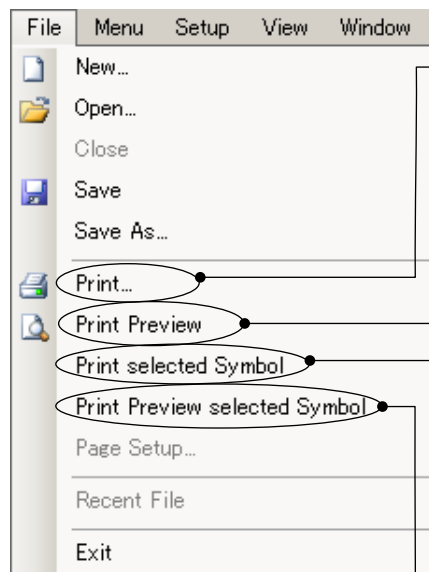 File Menu Setup View Window
New...
Open...
Close
Save
Save As...
Print...
Print Preview
Print selected Symbol
Print Preview selected Symbol
Page Setup...
Recent File
Exit